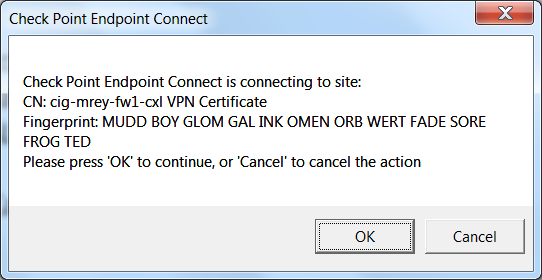 Check Point Endpoint Connect
Check Point Endpoint Connect is connecting to site:
CN: cig-mrey-fw1-cxl VPN Certificate
Fingerprint: MUDD BOY GLOM GAL INK OMEN ORB WERT FADE SORE
FROG TED
Please press 'OK' to continue, or 'Cancel' to cancel the action
OK
Cancel